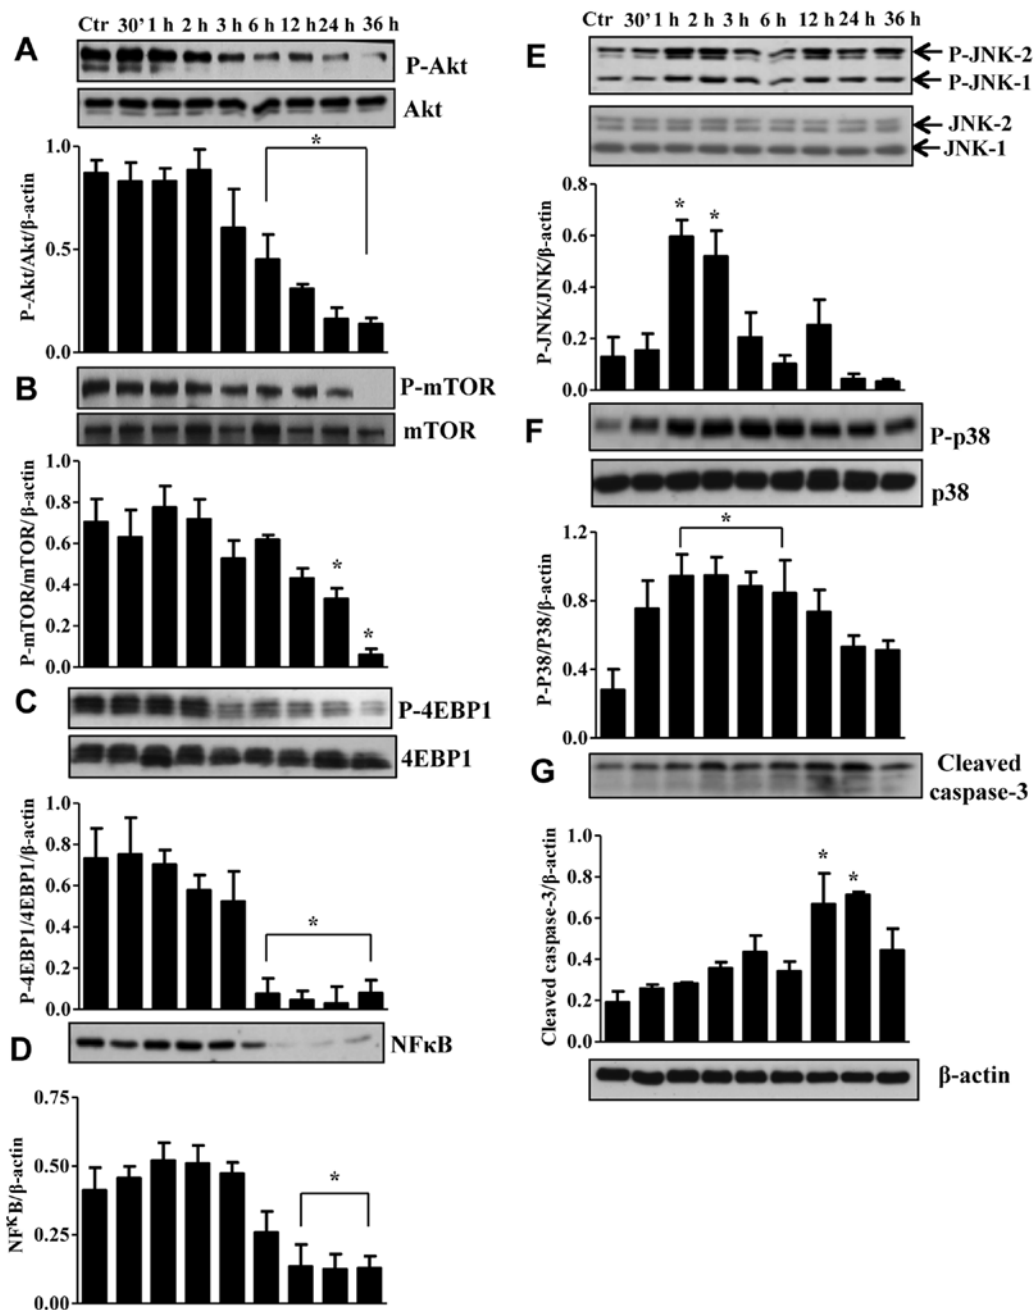 Ctr 30' 1 h 2 h 3 h 6 h 12 h 24 h 36 h
A
P-Akt
Akt
*
P-Akt/Akt/β-actin
1.0
0.5
0.0
B
P-mTOR
mTOR
P-mTOR/mTOR/β-actin
1.0
0.8
0.6
0.4
0.2
0.0
*
*
C
P-4EBP1
4EBP1
P-4EBP1/4EBP1/β-actin
1.0
0.8
0.6
0.4
0.2
0.0
*
D
NFκB
NFκB/β-actin
0.75
0.50
0.25
0.00
*
Ctr 30' 1 h 2 h 3 h 6 h 12 h 24 h 36 h
E
P-JNK-2
P-JNK-1
JNK-2
JNK-1
P-JNK/JNK/β-actin
0.8
0.6
0.4
0.2
0.0
* *
F
P-p38
p38
P-P38/P38/β-actin
1.2
0.8
0.4
0.0
*
G
Cleaved
caspase-3
Cleaved caspase-3/β-actin
1.0
0.8
0.6
0.4
0.2
0.0
* *
β-actin